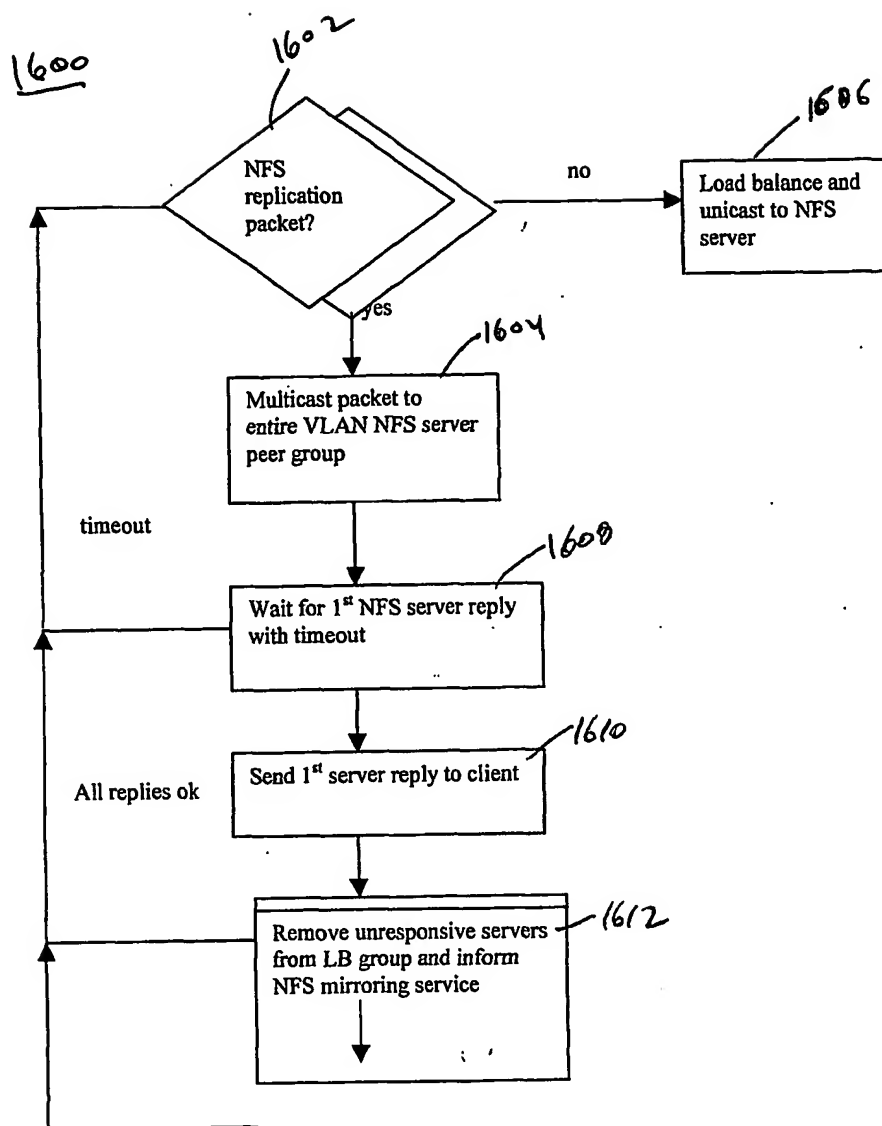 1600
1602
1606
NFS
replication
packet?
no
Load balance and
unicast to NFS
server
yes
1604
Multicast packet to
entire VLAN NFS server
peer group
timeout
1608
Wait for 1st NFS server reply
with timeout
1610
Send 1st server reply to client
All replies ok
1612
Remove unresponsive servers
from LB group and inform
NFS mirroring service